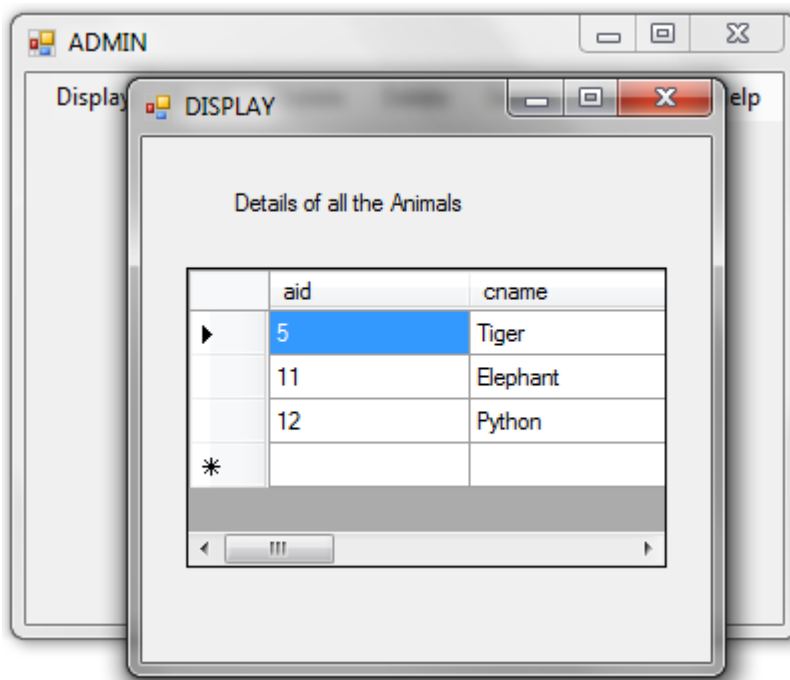 ADMIN
Display elp
DISPLAY
Details of all the Animals
aid cname
5 Tiger
11 Elephant
12 Python